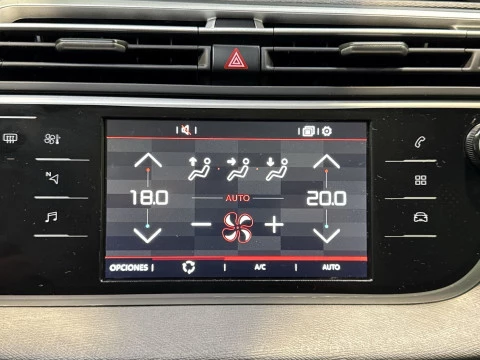 N
AUTO
18.0 20.0
OPCIONES A/C AUTO